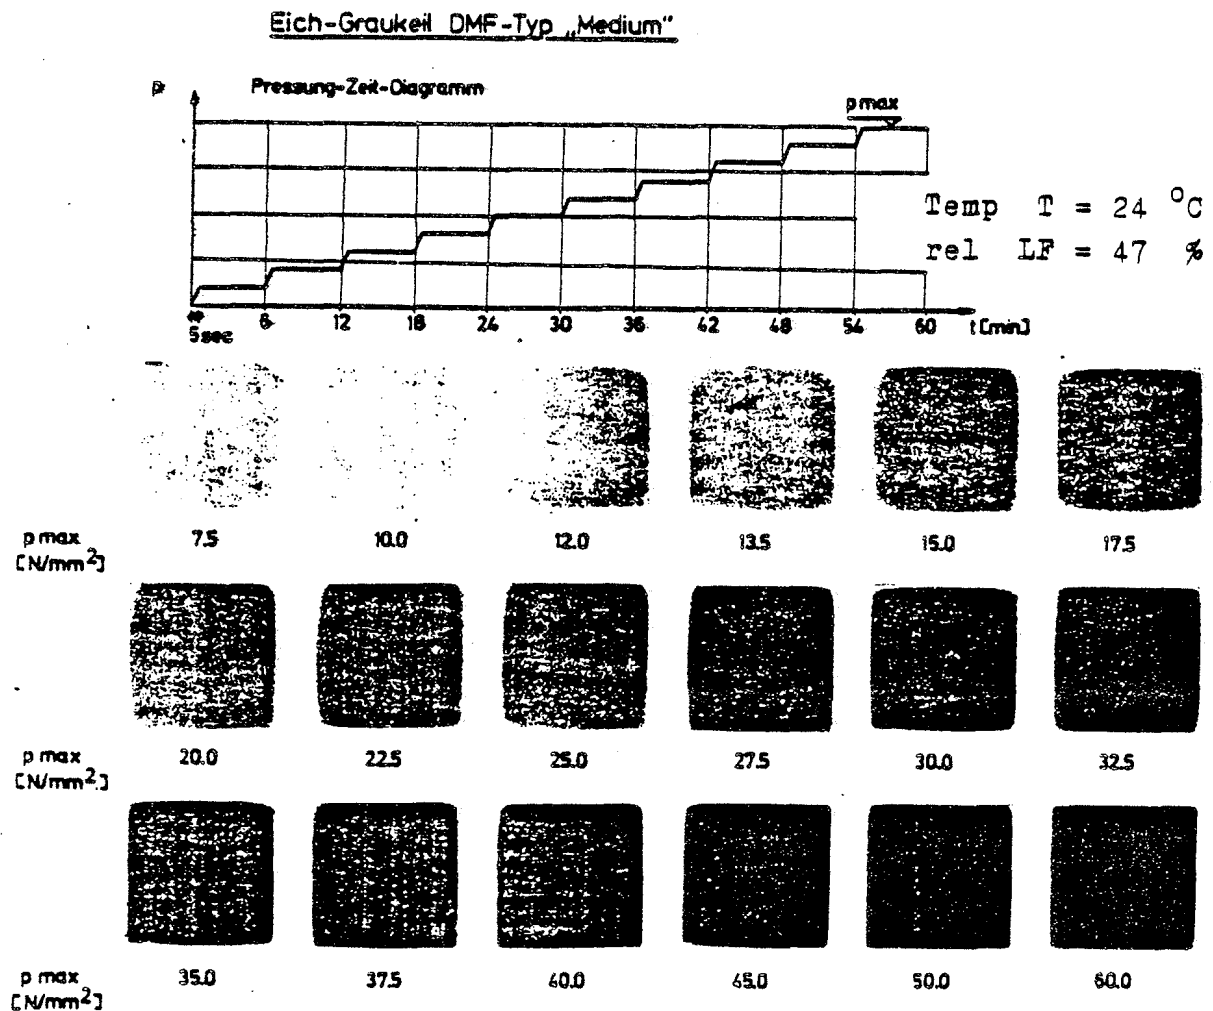 Eich-Graukeil DMF-Typ „Medium"
p
Pressung-Zeit-Diagramm
p max
Temp T = 24 °C
rel LF = 47 %
5sec
6 12 18 24 30 36 42 48 54 60 t [min]
p max 7.5 10.0 12.0 13.5 15.0 17.5
[N/mm²]
p max 20.0 22.5 25.0 27.5 30.0 32.5
[N/mm²]
p max 35.0 37.5 40.0 45.0 50.0 60.0
[N/mm²]